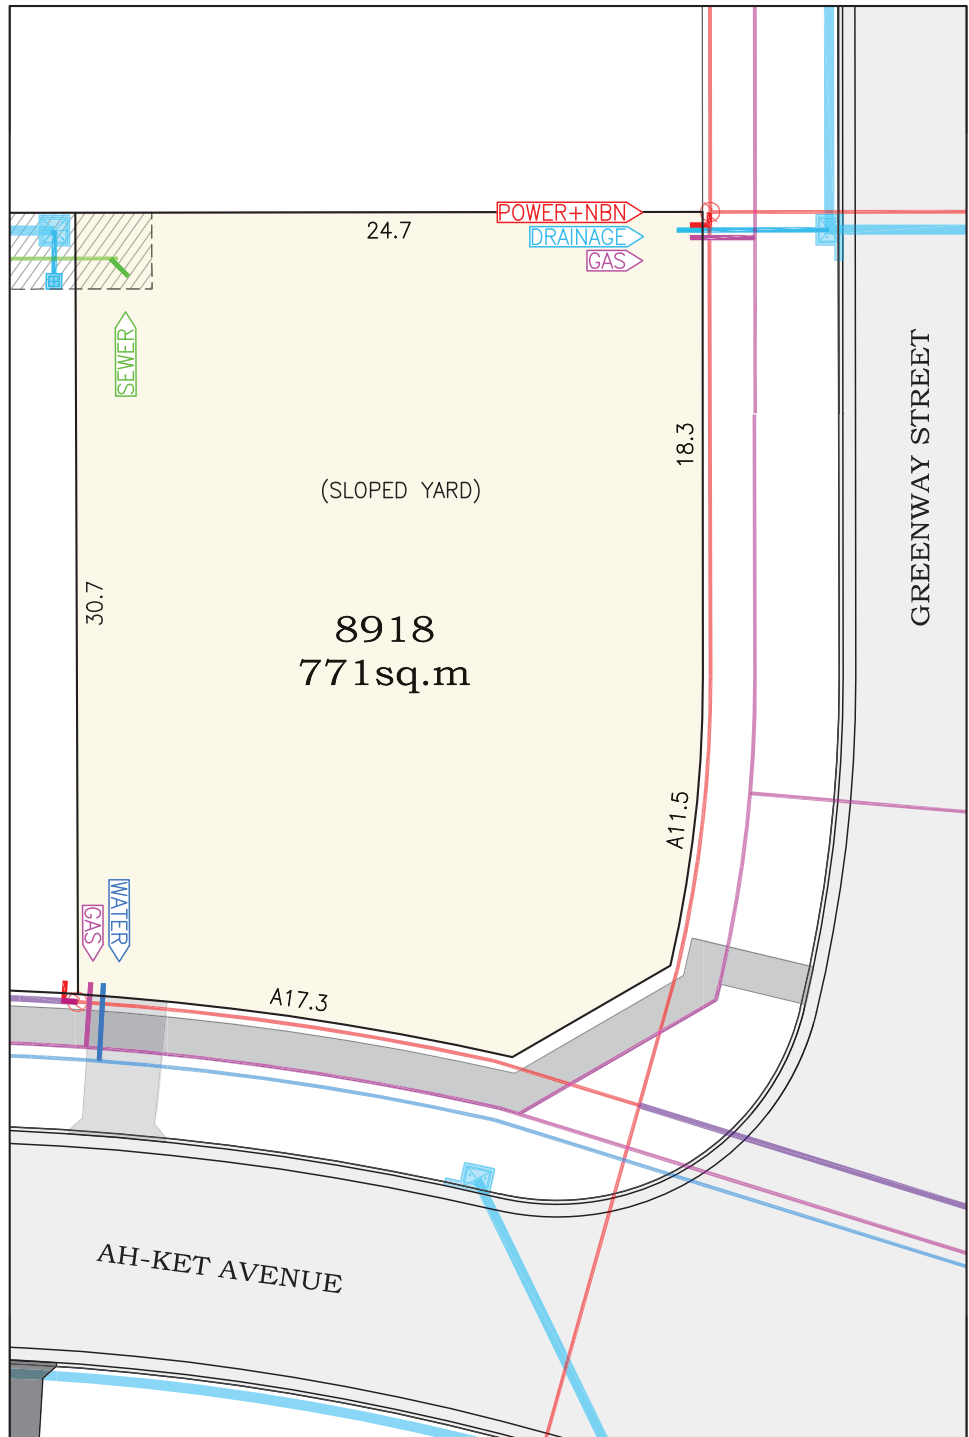 POWER+NBN
24.7
DRAINAGE
GAS
SEWER
GREENWAY STREET
18.3
(SLOPED YARD)
30.7
8918
771sq.m
A11.5
WATER
GAS
A17.3
AH-KET AVENUE